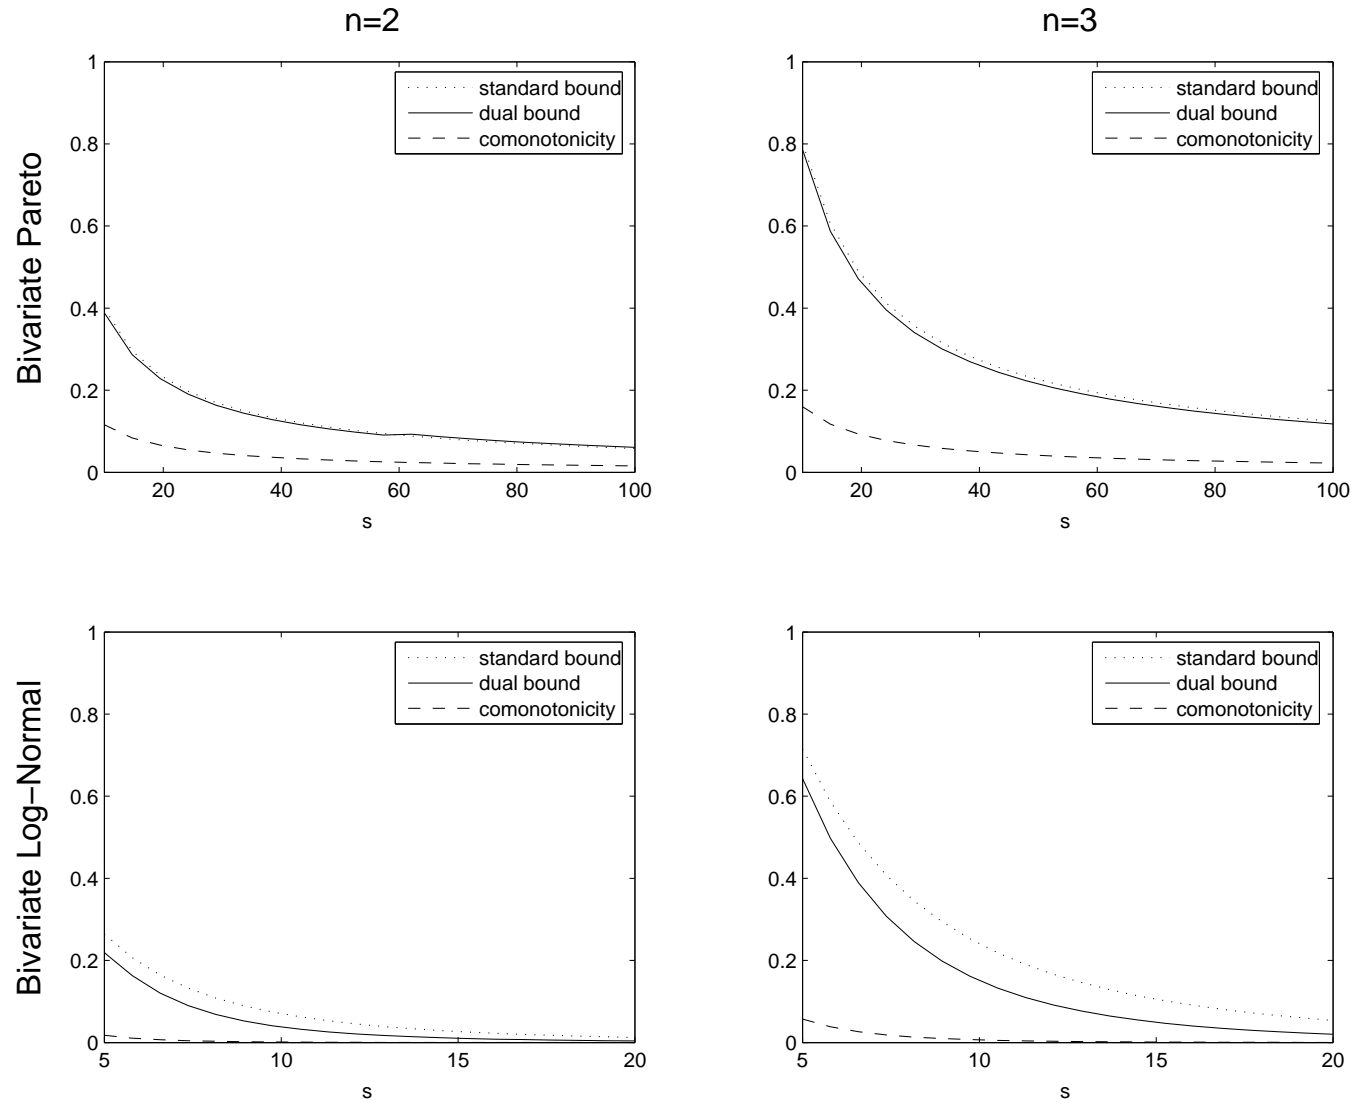 n=2
n=3
Bivariate Pareto
1
0.8
0.6
0.4
0.2
0
20
40
60
80
100
s
standard bound
dual bound
comonotonicity
1
0.8
0.6
0.4
0.2
0
20
40
60
80
100
s
standard bound
dual bound
comonotonicity
Bivariate Log–Normal
1
0.8
0.6
0.4
0.2
0
5
10
15
20
s
standard bound
dual bound
comonotonicity
1
0.8
0.6
0.4
0.2
0
5
10
15
20
s
standard bound
dual bound
comonotonicity